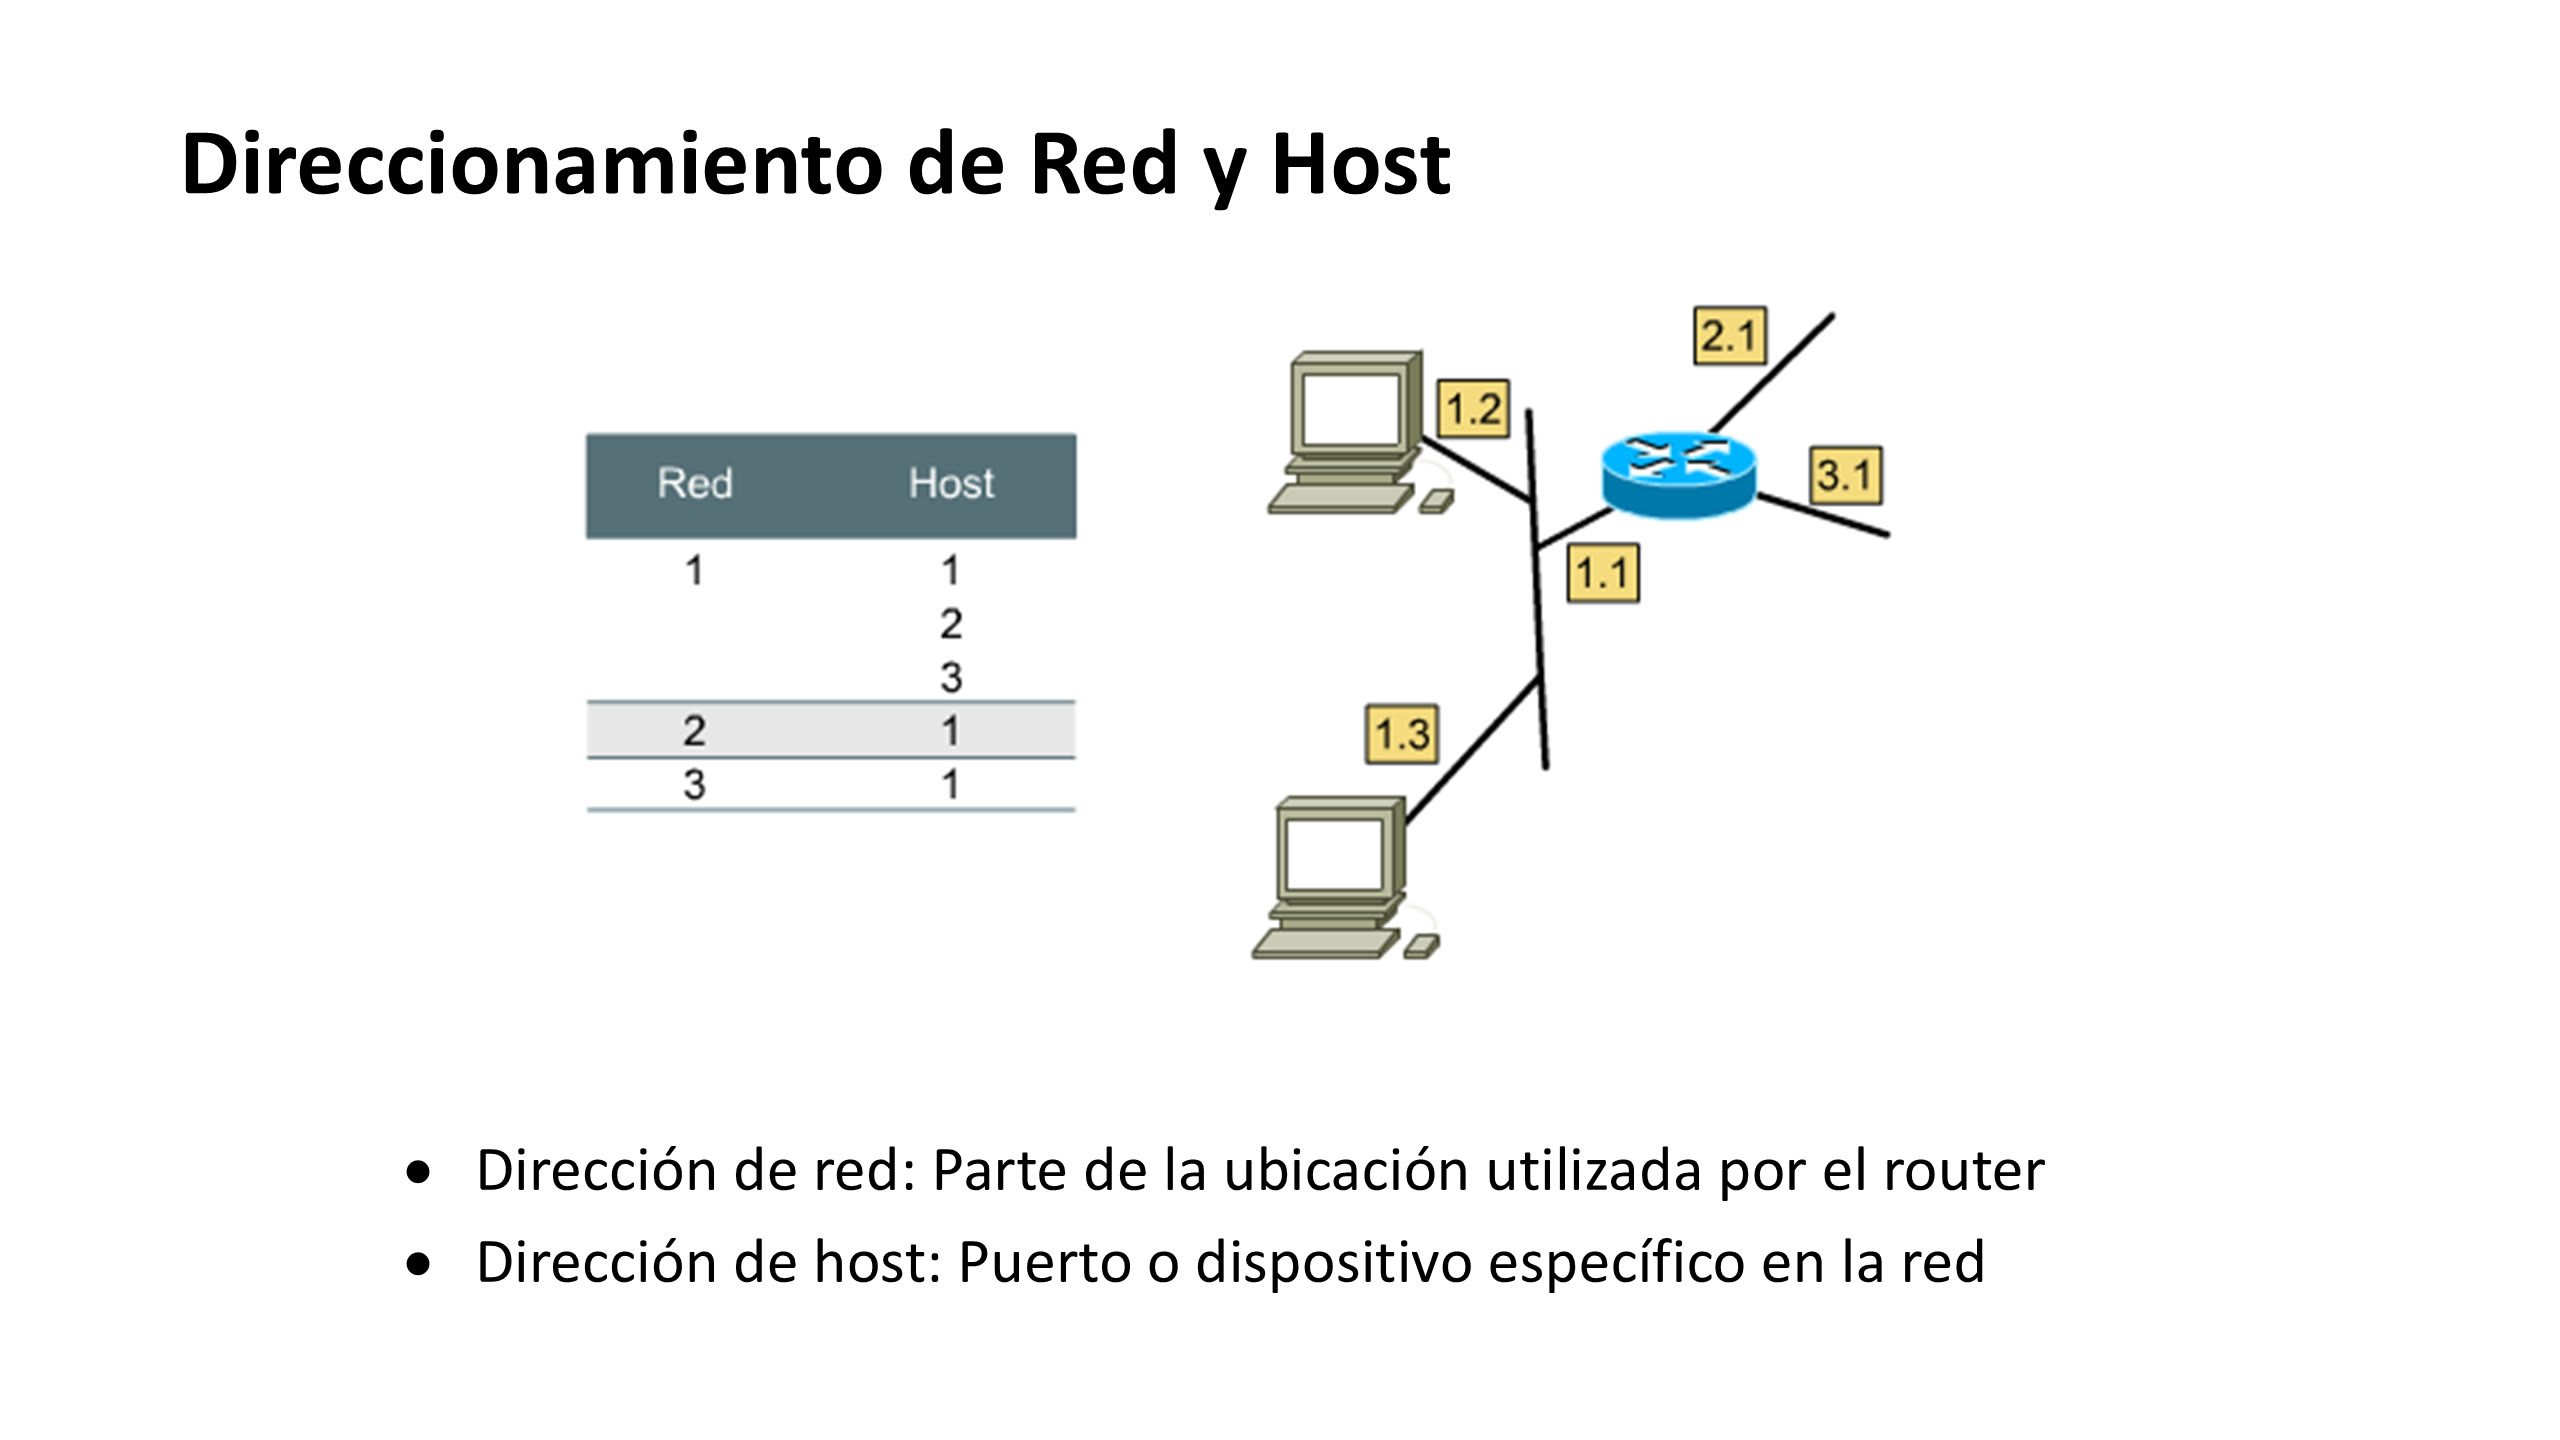 Direccionamiento de Red y Host
Red Host
1 1
2
3
2 1
3 1
2.1
1.2
3.1
1.1
1.3
• Dirección de red: Parte de la ubicación utilizada por el router
• Dirección de host: Puerto o dispositivo específico en la red